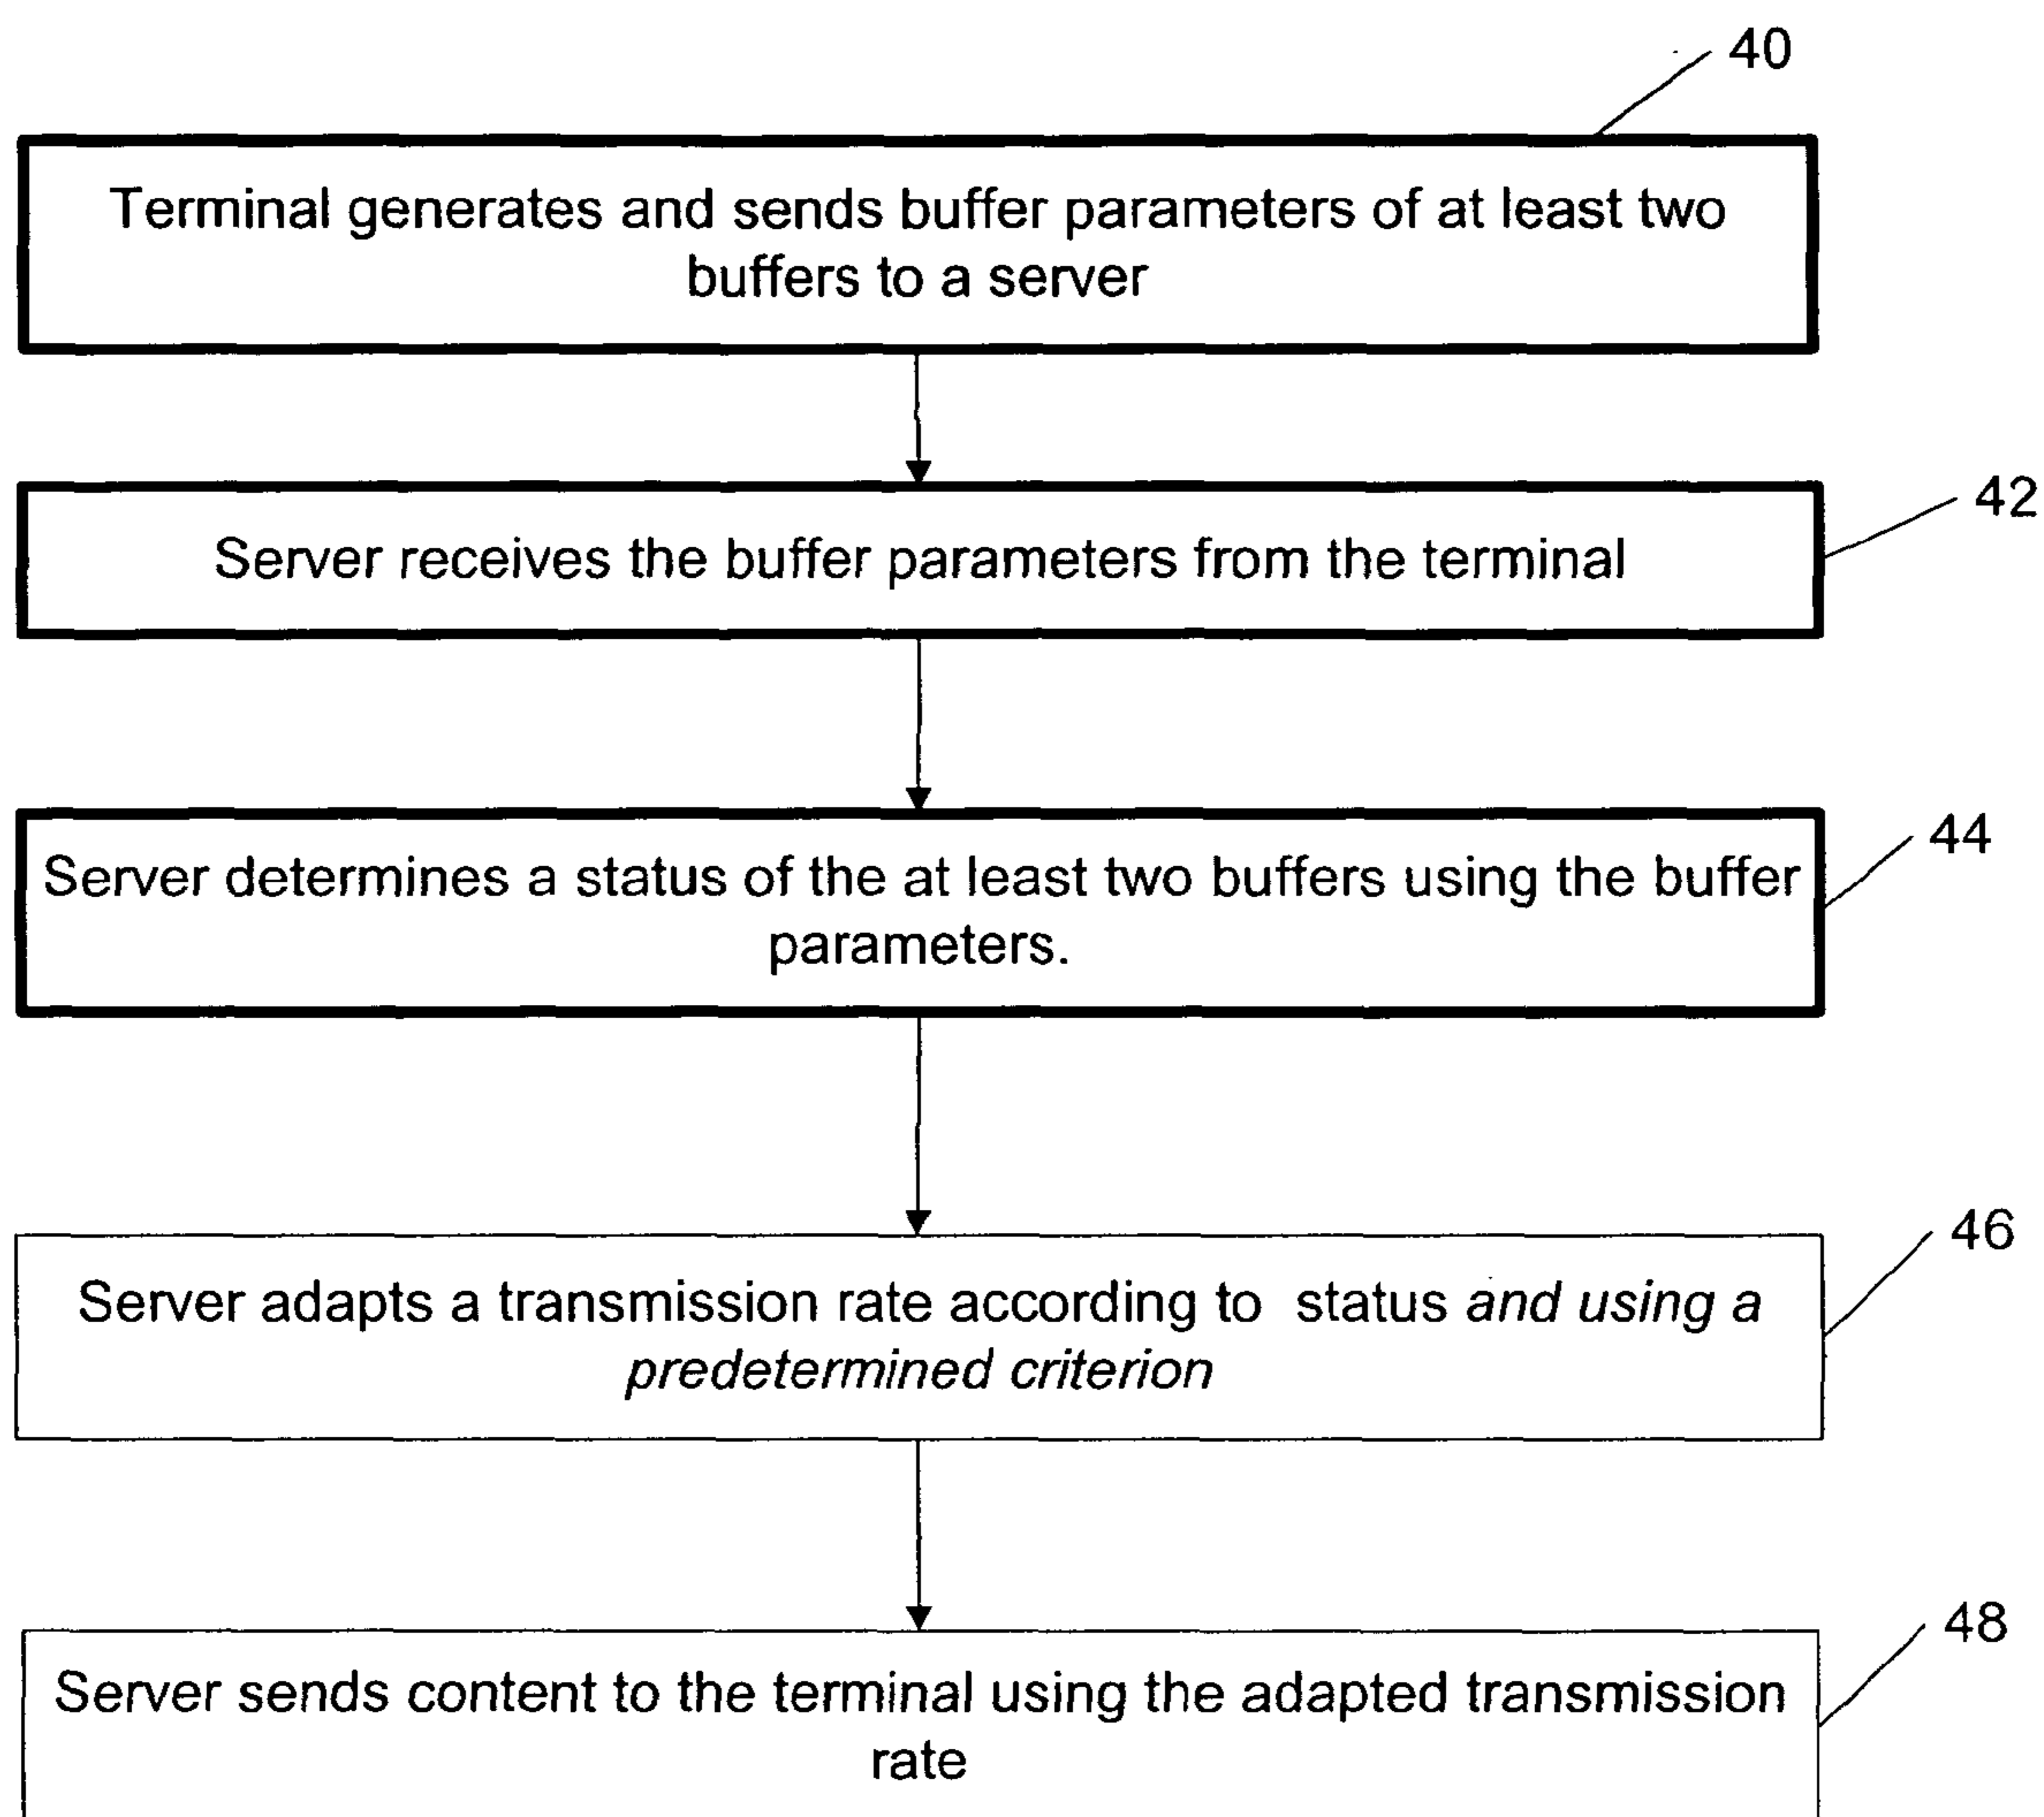 40
Terminal generates and sends buffer parameters of at least two
buffers to a server
42
Server receives the buffer parameters from the terminal
44
Server determines a status of the at least two buffers using the buffer
parameters.
46
Server adapts a transmission rate according to status and using a
predetermined criterion
48
Server sends content to the terminal using the adapted transmission
rate